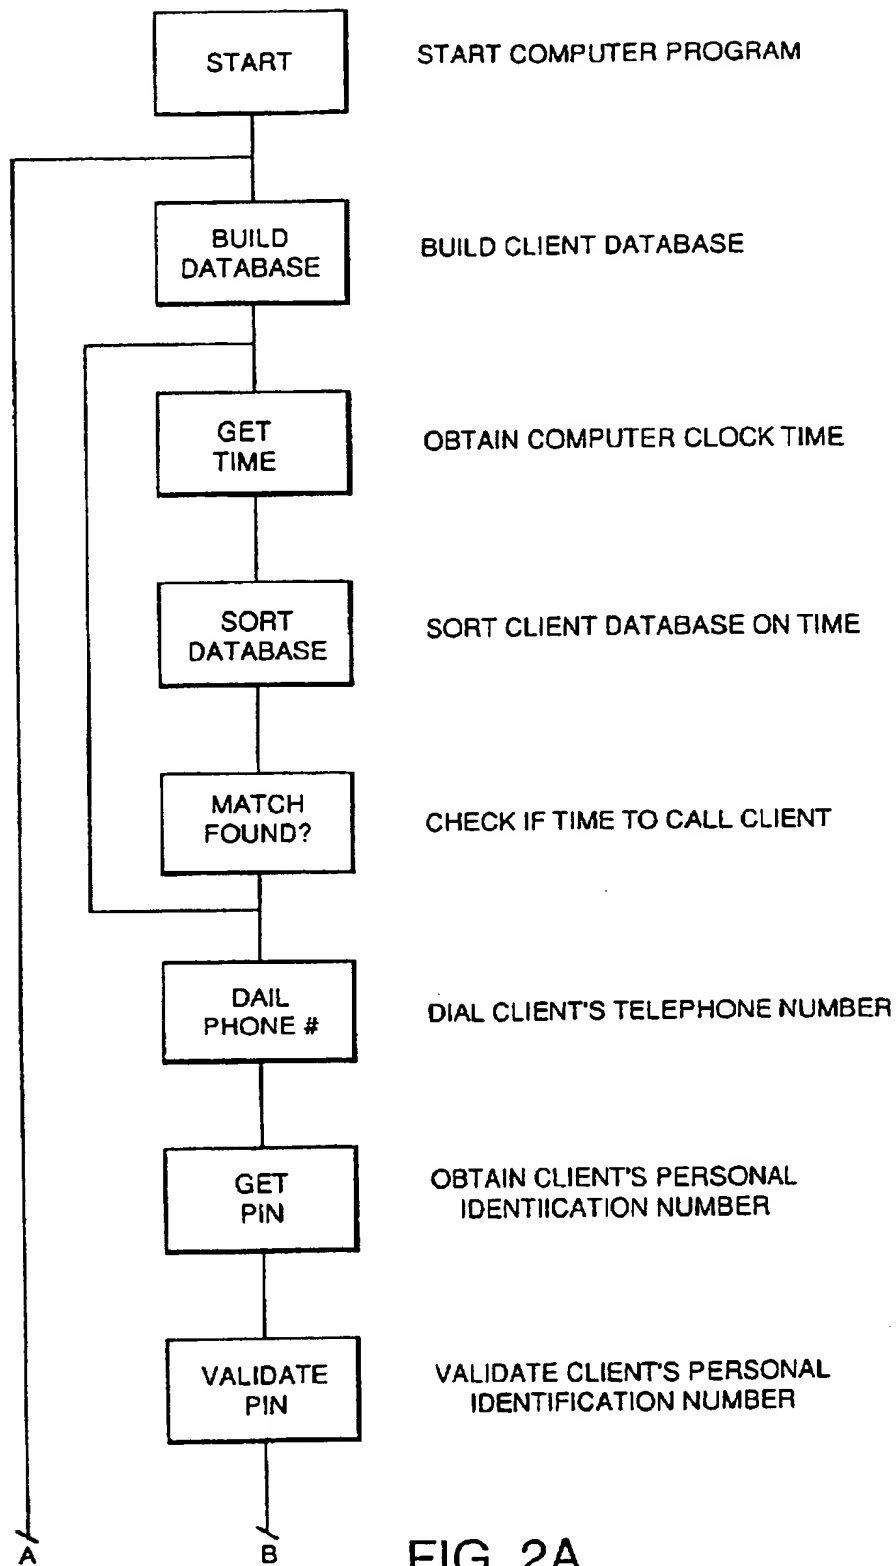 START
START COMPUTER PROGRAM
BUILD
DATABASE
BUILD CLIENT DATABASE
GET
TIME
OBTAIN COMPUTER CLOCK TIME
SORT
DATABASE
SORT CLIENT DATABASE ON TIME
MATCH
FOUND?
CHECK IF TIME TO CALL CLIENT
DAIL
PHONE #
DIAL CLIENT'S TELEPHONE NUMBER
GET
PIN
OBTAIN CLIENT'S PERSONAL
IDENTIICATION NUMBER
VALIDATE
PIN
VALIDATE CLIENT'S PERSONAL
IDENTIFICATION NUMBER
A
B
FIG. 2A